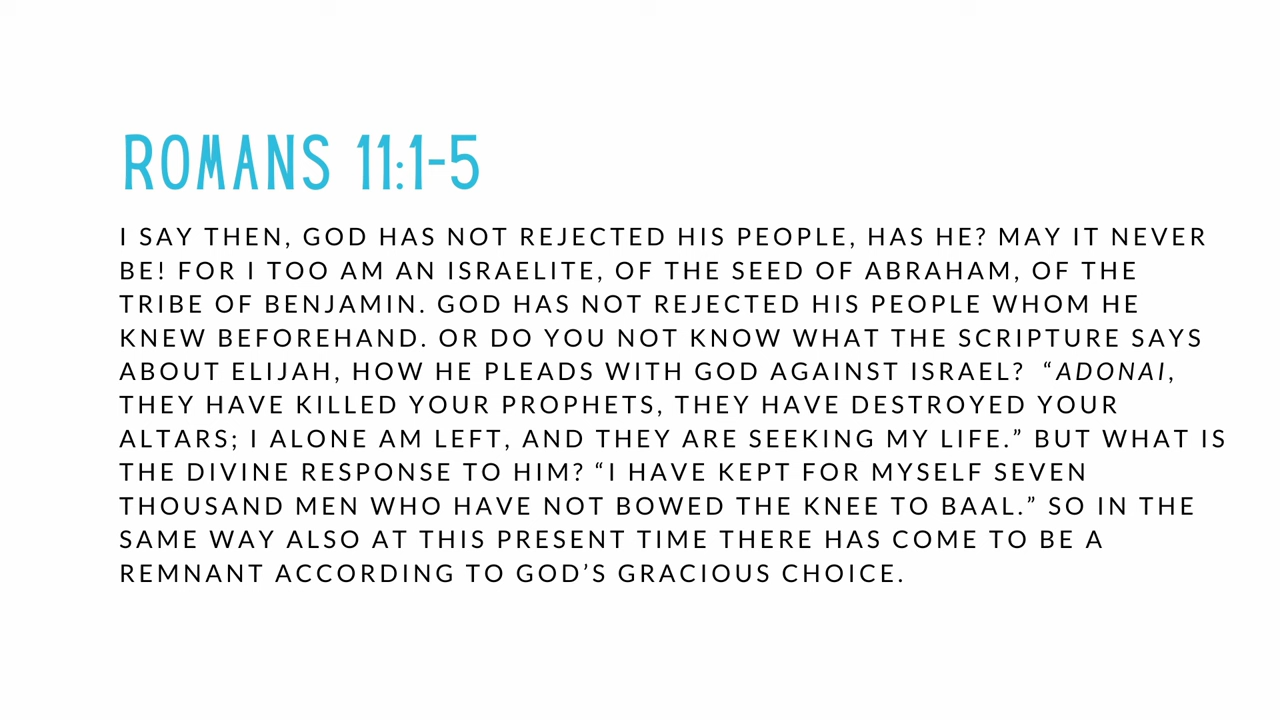 ROMANS 11:1-5
I SAY THEN, GOD HAS NOT REJECTED HIS PEOPLE, HAS HE? MAY IT NEVER
BE! FOR I TOO AM AN ISRAELITE, OF THE SEED OF ABRAHAM, OF THE
TRIBE OF BENJAMIN. GOD HAS NOT REJECTED HIS PEOPLE WHOM HE
KNEW BEFOREHAND. OR DO YOU NOT KNOW WHAT THE SCRIPTURE SAYS
ABOUT ELIJAH, HOW HE PLEADS WITH GOD AGAINST ISRAEL? “ADONAI,
THEY HAVE KILLED YOUR PROPHETS, THEY HAVE DESTROYED YOUR
ALTARS; I ALONE AM LEFT, AND THEY ARE SEEKING MY LIFE.” BUT WHAT IS
THE DIVINE RESPONSE TO HIM? “I HAVE KEPT FOR MYSELF SEVEN
THOUSAND MEN WHO HAVE NOT BOWED THE KNEE TO BAAL.” SO IN THE
SAME WAY ALSO AT THIS PRESENT TIME THERE HAS COME TO BE A
REMNANT ACCORDING TO GOD’S GRACIOUS CHOICE.